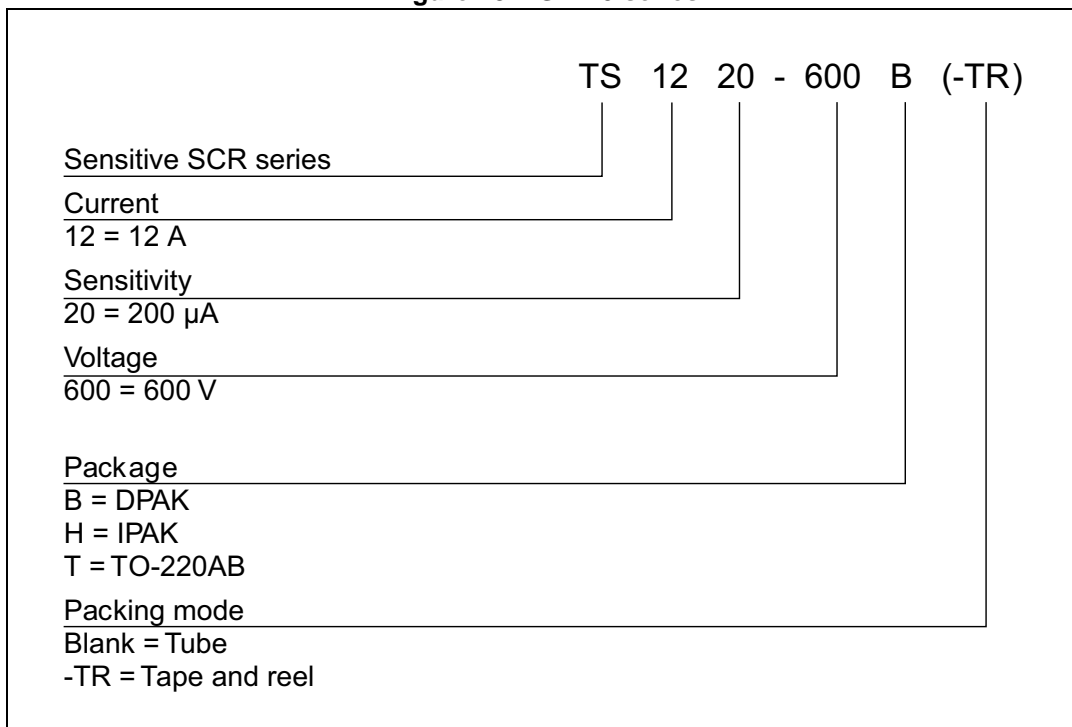 TS 12 20 - 600 B (-TR)
Sensitive SCR series
Current
12 = 12 A
Sensitivity
20 = 200 µA
Voltage
600 = 600 V
Package
B = DPAK
H = IPAK
T = TO-220AB
Packing mode
Blank = Tube
-TR = Tape and reel